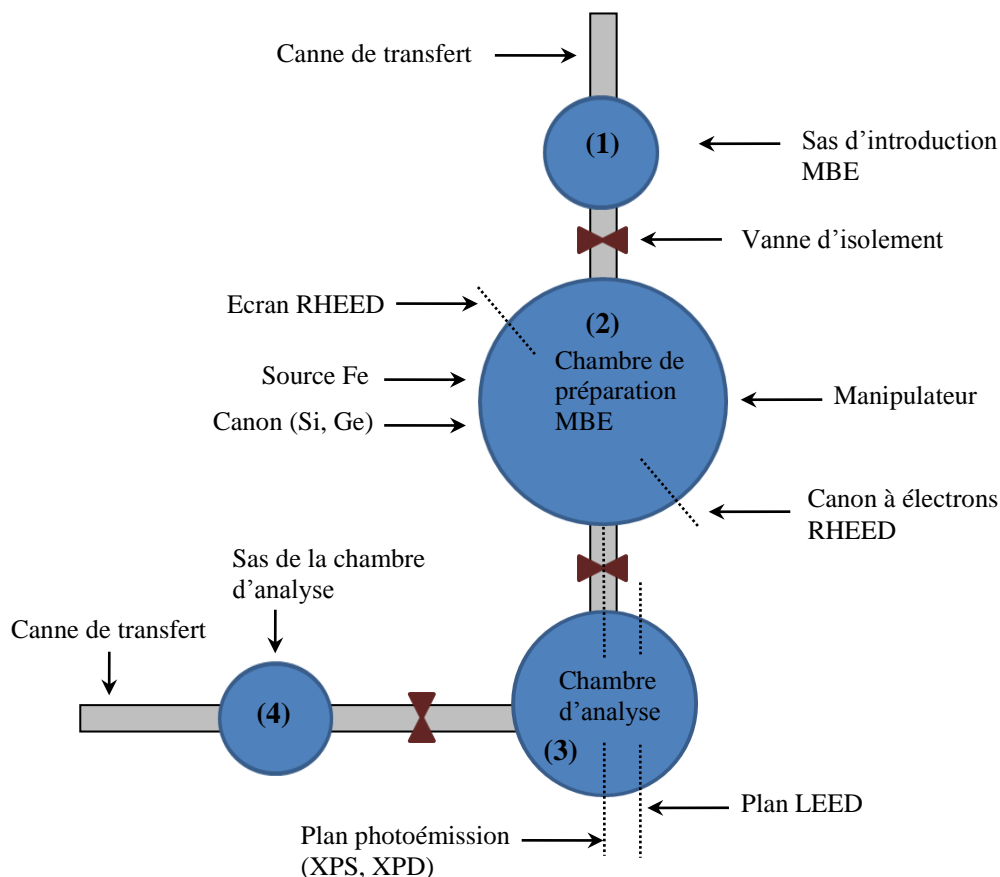 Canne de transfert
(1)
Sas d'introduction
MBE
Vanne d'isolement
Ecran RHEED
(2)
Chambre de
préparation
MBE
Source Fe
Canon (Si, Ge)
Manipulateur
Canon à électrons
RHEED
Sas de la chambre
d'analyse
Canne de transfert
(4)
Chambre
d'analyse
(3)
Plan LEED
Plan photoémission
(XPS, XPD)